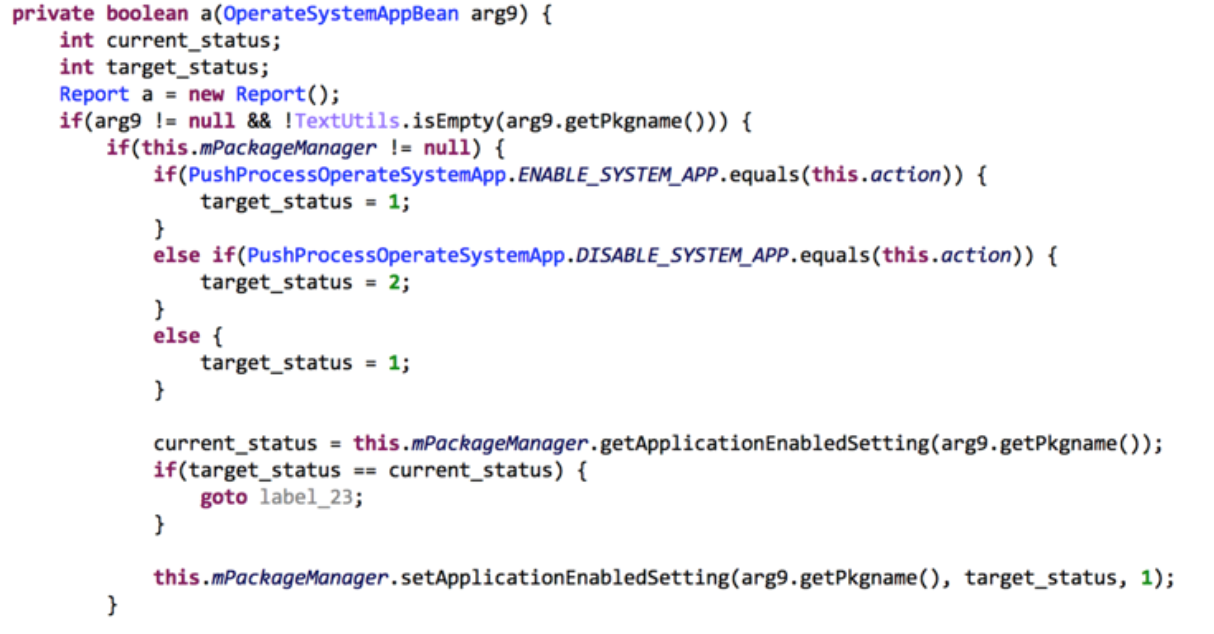 private boolean a(OperateSystemAppBean arg9) {
    int current_status;
    int target_status;
    Report a = new Report();
    if(arg9 != null && !TextUtils.isEmpty(arg9.getPkgname())) {
        if(this.mPackageManager != null) {
            if(PushProcessOperateSystemApp.ENABLE_SYSTEM_APP.equals(this.action)) {
                target_status = 1;
            }
            else if(PushProcessOperateSystemApp.DISABLE_SYSTEM_APP.equals(this.action)) {
                target_status = 2;
            }
            else {
                target_status = 1;
            }

            current_status = this.mPackageManager.getApplicationEnabledSetting(arg9.getPkgname());
            if(target_status == current_status) {
                goto label_23;
            }

            this.mPackageManager.setApplicationEnabledSetting(arg9.getPkgname(), target_status, 1);
        }